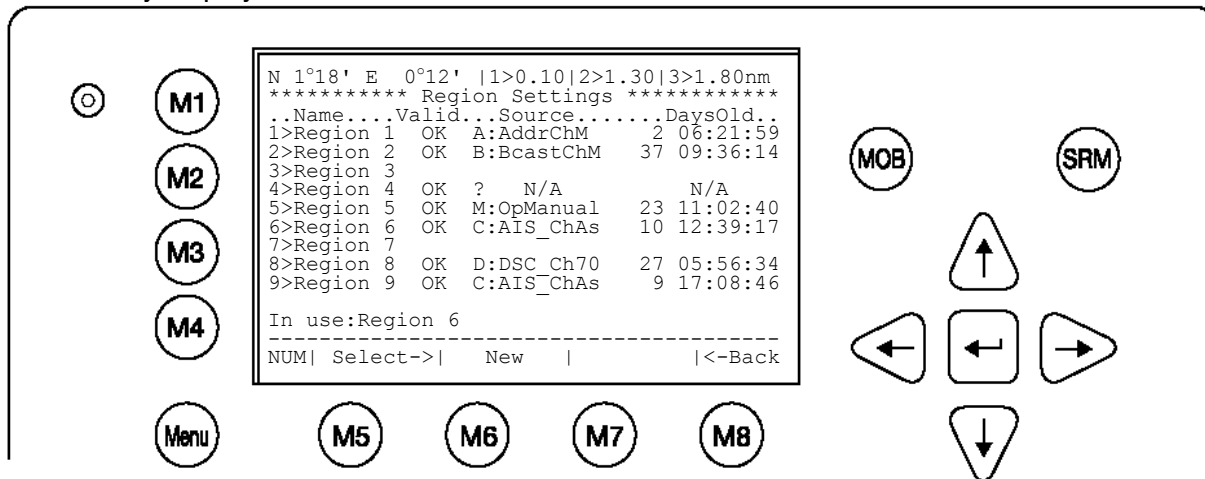 N 1°18' E  0°12' |1>0.10|2>1.30|3>1.80nm
*********** Region Settings ************
..Name....Valid...Source.......DaysOld..
1>Region 1  OK  A:AddrChM     2 06:21:59
2>Region 2  OK  B:BcastChM   37 09:36:14
3>Region 3
4>Region 4  OK  ?   N/A          N/A
5>Region 5  OK  M:OpManual   23 11:02:40
6>Region 6  OK  C:AIS_ChAs   10 12:39:17
7>Region 7
8>Region 8  OK  D:DSC_Ch70   27 05:56:34
9>Region 9  OK  C:AIS_ChAs    9 17:08:46
In use:Region 6
----------------------------------------
NUM| Select->|   New   |         |<-Back
M1
M2
M3
M4
Menu
M5
M6
M7
M8
MOB
SRM